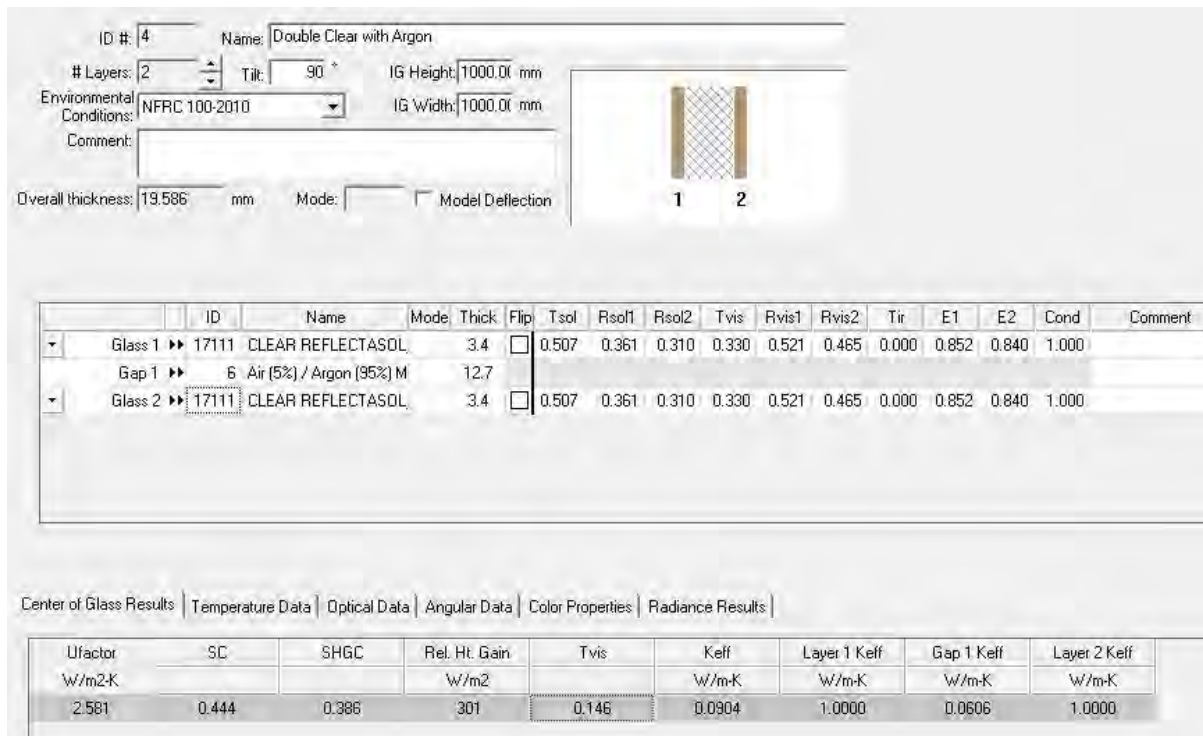 ID #: 4 Name: Double Clear with Argon
# Layers: 2 Tilt: 90 ° IG Height: 1000.00 mm
Environmental Conditions: NFRC 100-2010 IG Width: 1000.00 mm
Comment:
Overall thickness: 19.586 mm Mode: Model Deflection
1 2
ID Name Mode Thick Flip Tsol Rsol1 Rsol2 Tvis Rvis1 Rvis2 Tir E1 E2 Cond Comment
Glass 1 17111 CLEAR REFLECTASOL 3.4 0.507 0.361 0.310 0.330 0.521 0.465 0.000 0.852 0.840 1.000
Gap 1 6 Air (5%) / Argon (95%) M 12.7
Glass 2 17111 CLEAR REFLECTASOL 3.4 0.507 0.361 0.310 0.330 0.521 0.465 0.000 0.852 0.840 1.000
Center of Glass Results Temperature Data Optical Data Angular Data Color Properties Radiance Results
Ufactor SC SHGC Rel. Ht. Gain Tvis Keff Layer 1 Keff Gap 1 Keff Layer 2 Keff
W/m2-K W/m2 W/m-K W/m-K W/m-K W/m-K
2.581 0.444 0.386 301 0.146 0.0904 1.0000 0.0606 1.0000